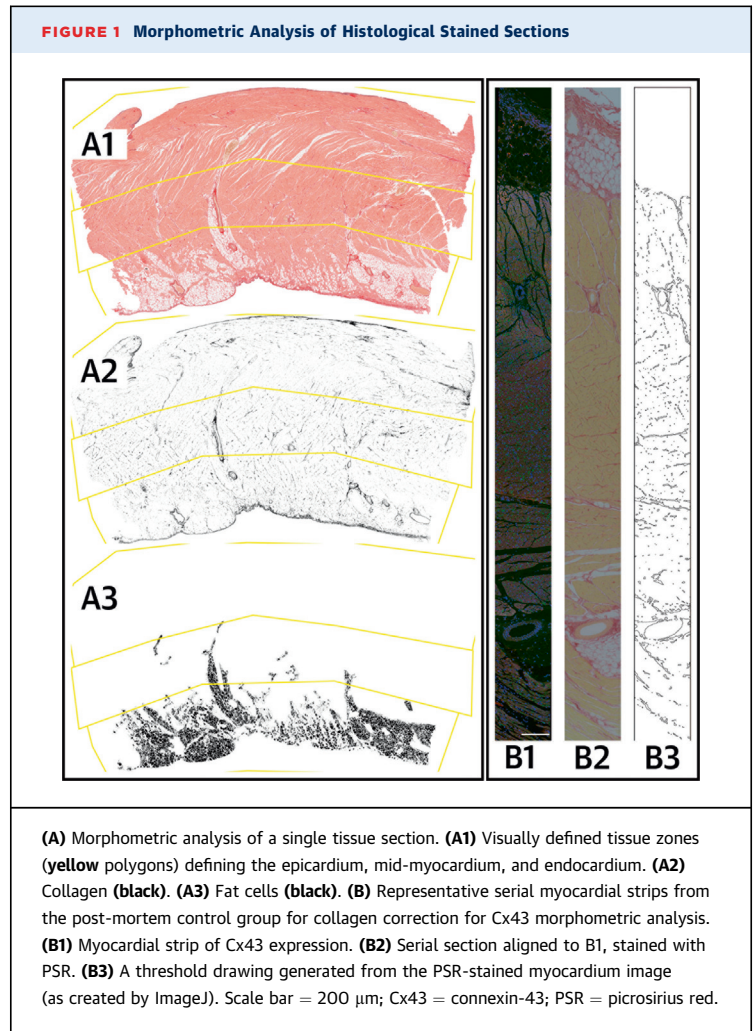 FIGURE 1 Morphometric Analysis of Histological Stained Sections
A1
A2
A3
B1 B2 B3
(A) Morphometric analysis of a single tissue section. (A1) Visually defined tissue zones
(yellow polygons) defining the epicardium, mid-myocardium, and endocardium. (A2)
Collagen (black). (A3) Fat cells (black). (B) Representative serial myocardial strips from
the post-mortem control group for collagen correction for Cx43 morphometric analysis.
(B1) Myocardial strip of Cx43 expression. (B2) Serial section aligned to B1, stained with
PSR. (B3) A threshold drawing generated from the PSR-stained myocardium image
(as created by ImageJ). Scale bar = 200 μm; Cx43 = connexin-43; PSR = picrosirius red.